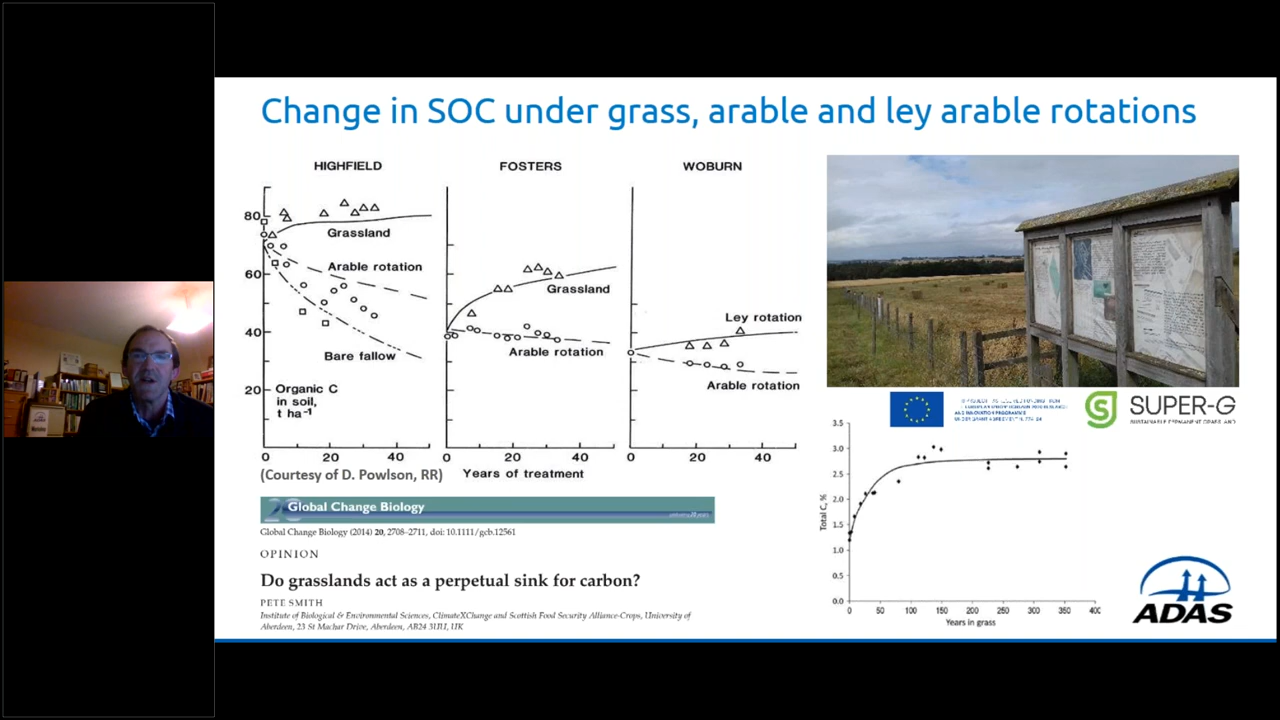 Change in SOC under grass, arable and ley arable rotations
HIGHFIELD
FOSTERS
WOBURN
80
60
40
20
Grassland
Arable rotation
Bare fallow
Organic C
in soil,
t ha⁻¹
Grassland
Arable rotation
Ley rotation
Arable rotation
0 20 40 0 20 40 0 20 40
(Courtesy of D. Powlson, RR)
Years of treatment
Global Change Biology
Global Change Biology (2014) 20, 2708–2711, doi: 10.1111/gcb.12561
OPINION
Do grasslands act as a perpetual sink for carbon?
PETE SMITH
Institute of Biological & Environmental Sciences, ClimateXChange and Scottish Food Security Alliance-Crops, University of
Aberdeen, 23 St Machar Drive, Aberdeen, AB24 3UU, UK
SUPER-G
SUSTAINABLE PERMANENT GRASSLAND
3.5
3.0
2.5
2.0
1.5
1.0
0.5
0.0
Total C, %
0 50 100 150 200 250 300 350 400
Years in grass
ADAS